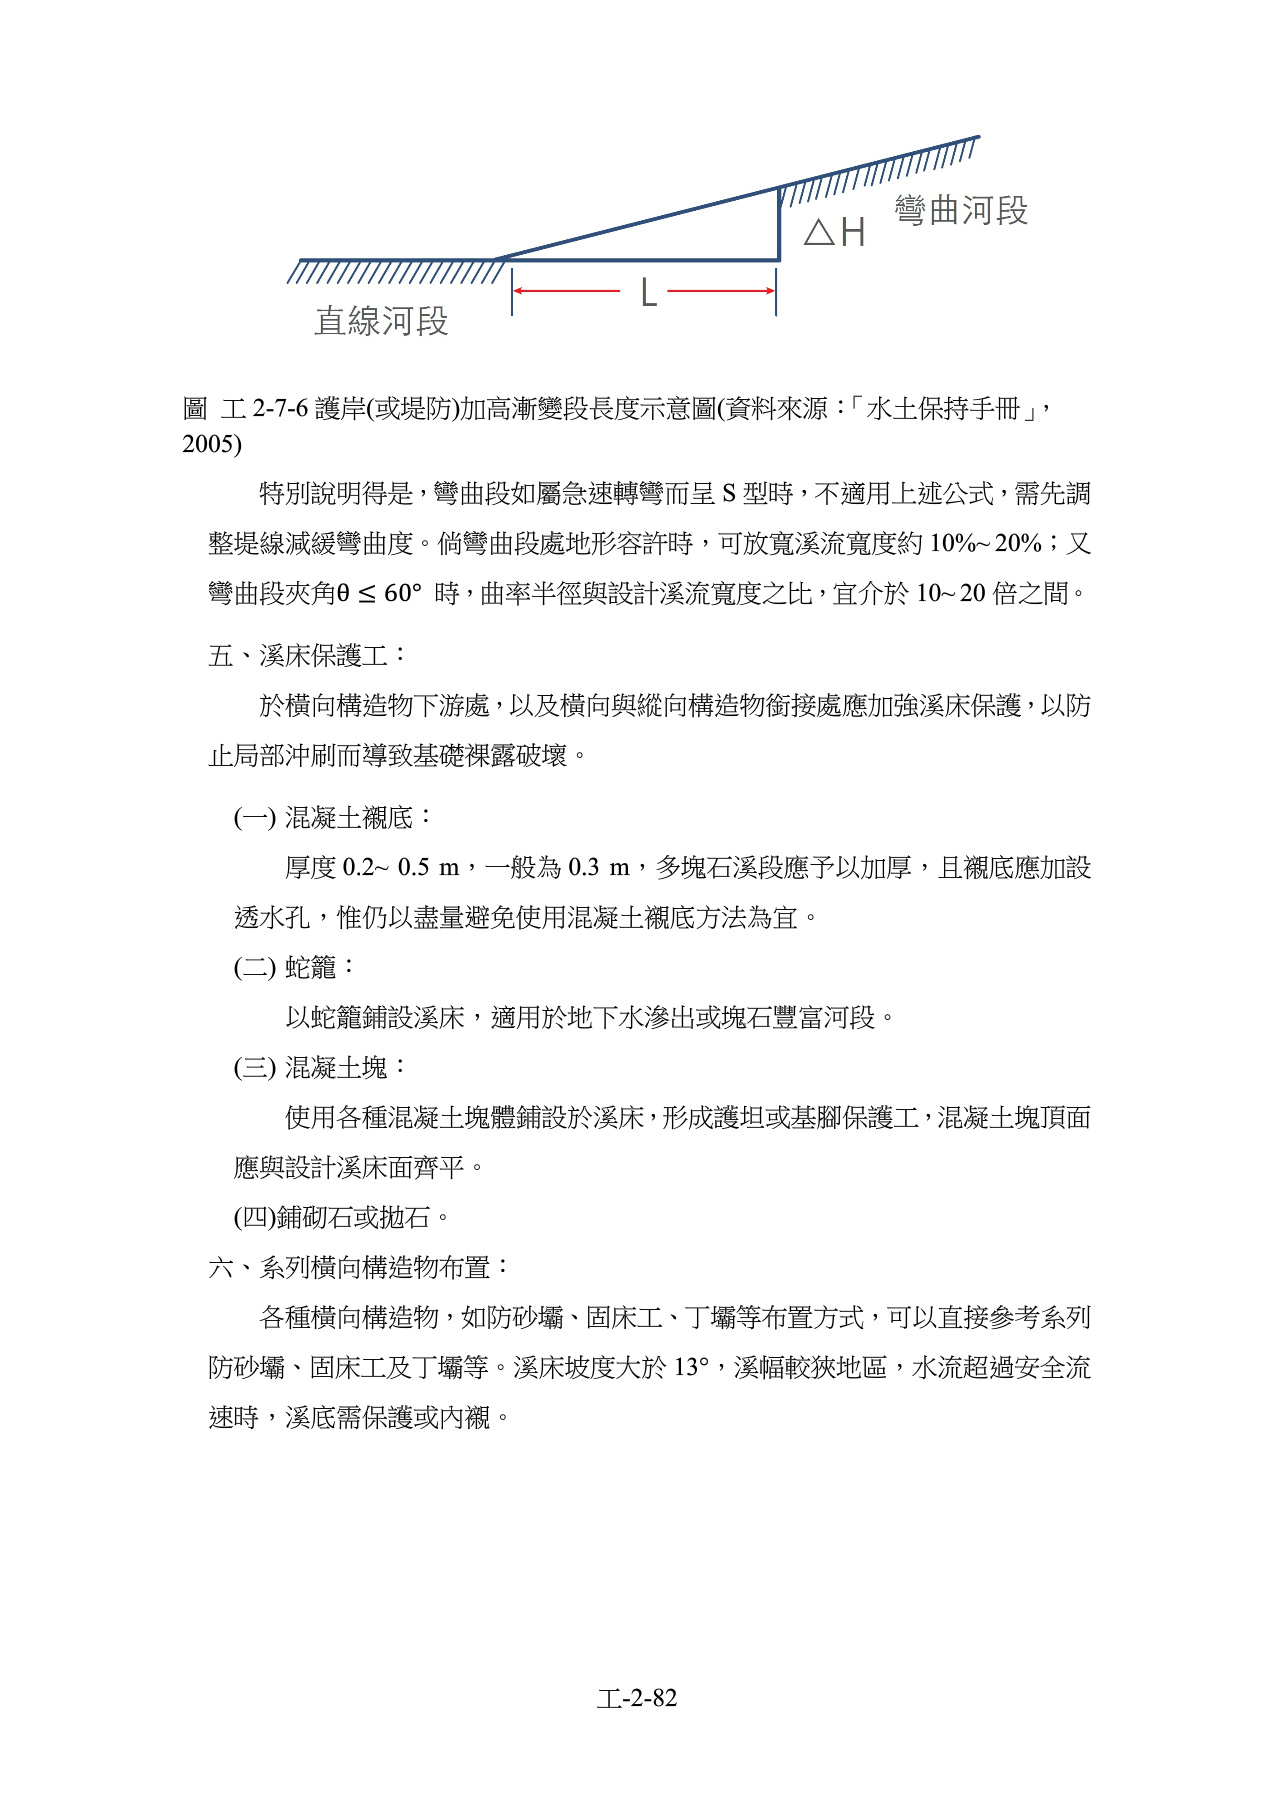 彎曲河段
△H
L
直線河段
圖 工 2-7-6 護岸(或堤防)加高漸變段長度示意圖(資料來源：「水土保持手冊」，
2005)
特別說明得是，彎曲段如屬急速轉彎而呈 S 型時，不適用上述公式，需先調
整堤線減緩彎曲度。倘彎曲段處地形容許時，可放寬溪流寬度約 10%~ 20%；又
彎曲段夾角θ ≤ 60° 時，曲率半徑與設計溪流寬度之比，宜介於 10~ 20 倍之間。
五、溪床保護工：
於橫向構造物下游處，以及橫向與縱向構造物銜接處應加強溪床保護，以防
止局部沖刷而導致基礎裸露破壞。
(一) 混凝土襯底：
厚度 0.2~ 0.5 m，一般為 0.3 m，多塊石溪段應予以加厚，且襯底應加設
透水孔，惟仍以盡量避免使用混凝土襯底方法為宜。
(二) 蛇籠：
以蛇籠鋪設溪床，適用於地下水滲出或塊石豐富河段。
(三) 混凝土塊：
使用各種混凝土塊體鋪設於溪床，形成護坦或基腳保護工，混凝土塊頂面
應與設計溪床面齊平。
(四)鋪砌石或拋石。
六、系列橫向構造物布置：
各種橫向構造物，如防砂壩、固床工、丁壩等布置方式，可以直接參考系列
防砂壩、固床工及丁壩等。溪床坡度大於 13°，溪幅較狹地區，水流超過安全流
速時，溪底需保護或內襯。
工-2-82